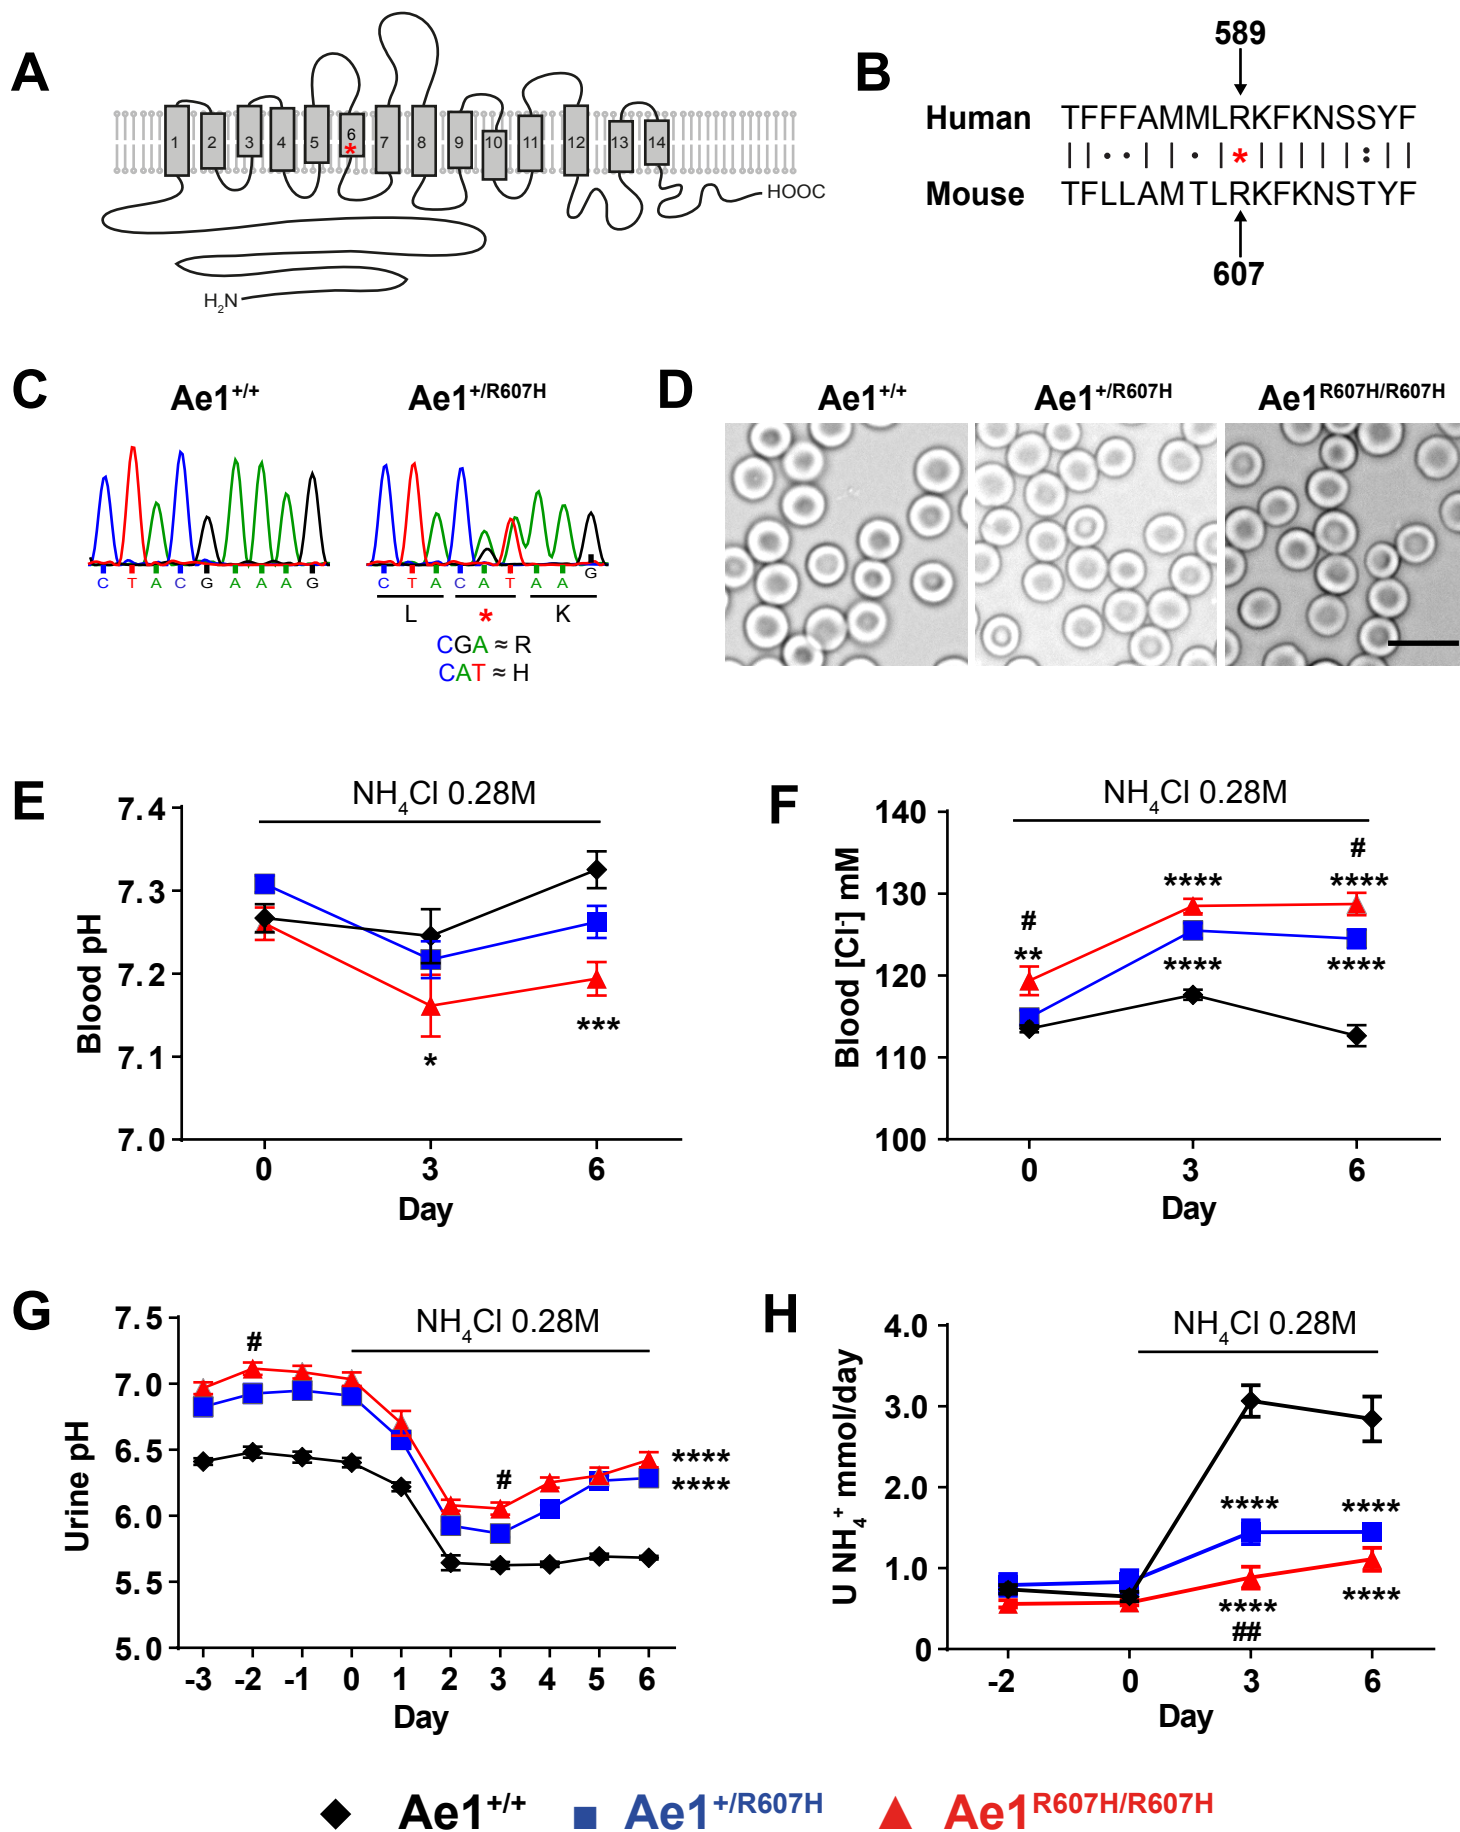 A
1 2 3 4 5 6 7 8 9 10 11 12 13 14
*
HOOC
H2N
B
589
Human TFFFAMMLRKFKNSSYF
||··||·|*||||||:||
Mouse TFLLAMTLRKFKNSTYF
607
C
Ae1+/+ Ae1+/R607H
C T A C G A A A G
C T A C A T A A G
L * K
CGA ≈ R
CAT ≈ H
D
Ae1+/+ Ae1+/R607H Ae1R607H/R607H
E
NH4Cl 0.28M
7.4
7.3
7.2
7.1
7.0
Blood pH
*
***
0 3 6
Day
F
NH4Cl 0.28M
140
130
120
110
100
Blood [Cl-] mM
#
**
****
****
#
****
****
0 3 6
Day
G
NH4Cl 0.28M
7.5
7.0
6.5
6.0
5.5
5.0
Urine pH
#
#
****
****
-3 -2 -1 0 1 2 3 4 5 6
Day
H
NH4Cl 0.28M
4.0
3.0
2.0
1.0
0
U NH4+ mmol/day
****
****
****
##
****
-2 0 3 6
Day
Ae1+/+ Ae1+/R607H Ae1R607H/R607H